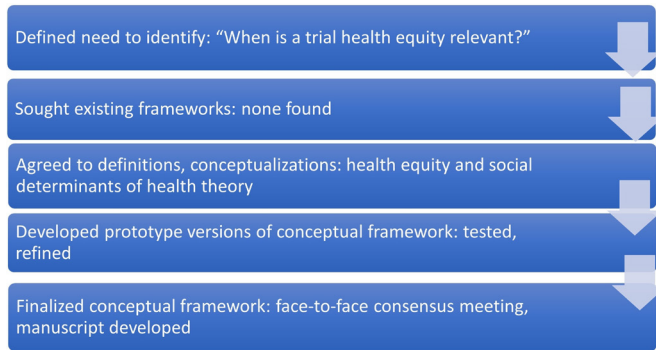 Defined need to identify: “When is a trial health equity relevant?”
Sought existing frameworks: none found
Agreed to definitions, conceptualizations: health equity and social
determinants of health theory
Developed prototype versions of conceptual framework: tested,
refined
Finalized conceptual framework: face-to-face consensus meeting,
manuscript developed